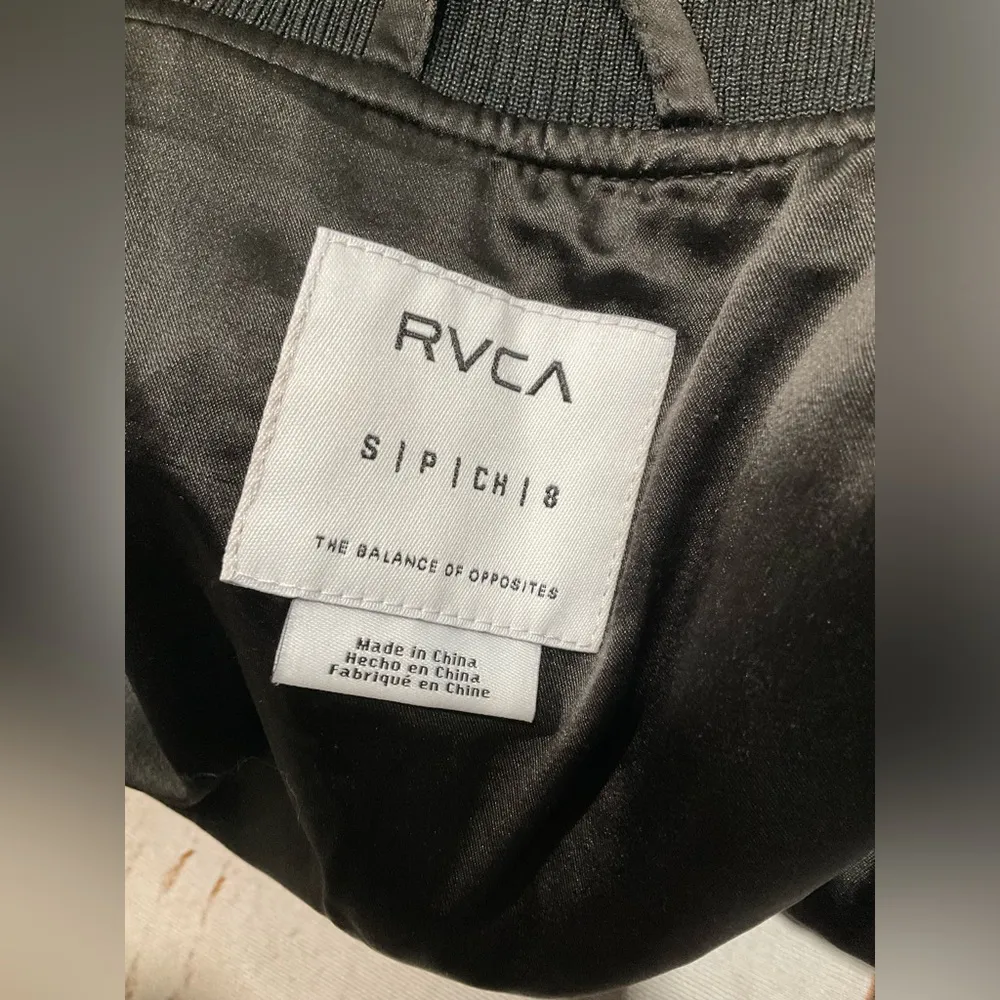 RVCA
S|P|CH|8
THE BALANCE OF OPPOSITES
Made in China
Hecho en China
Fabriqué en Chine